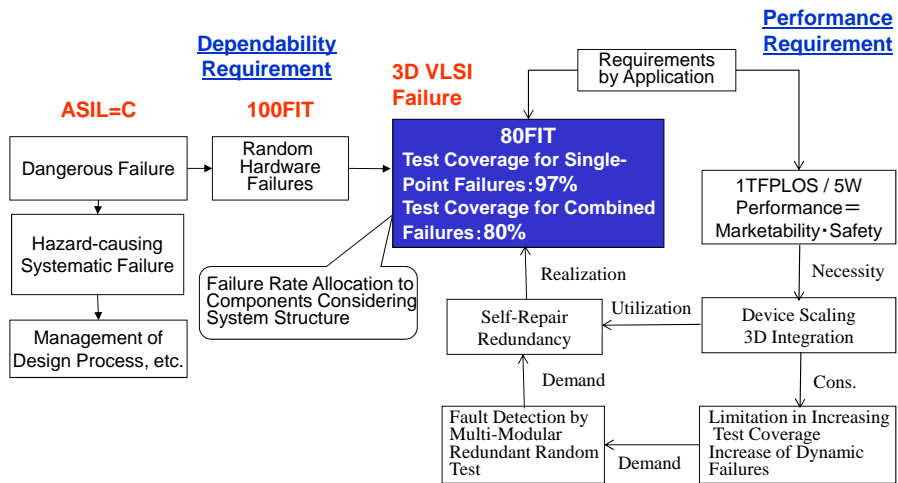 Dependability
Requirement
Performance
Requirement
ASIL=C
100FIT
3D VLSI
Failure
Requirements
by Application
Dangerous Failure
Random
Hardware
Failures
80FIT
Test Coverage for Single-
Point Failures:97%
Test Coverage for Combined
Failures:80%
1TFPLOS / 5W
Performance=
Marketability・Safety
Hazard-causing
Systematic Failure
Failure Rate Allocation to
Components Considering
System Structure
Realization
Necessity
Management of
Design Process, etc.
Self-Repair
Redundancy
Utilization
Device Scaling
3D Integration
Demand
Cons.
Fault Detection by
Multi-Modular
Redundant Random
Test
Demand
Limitation in Increasing
Test Coverage
Increase of Dynamic
Failures